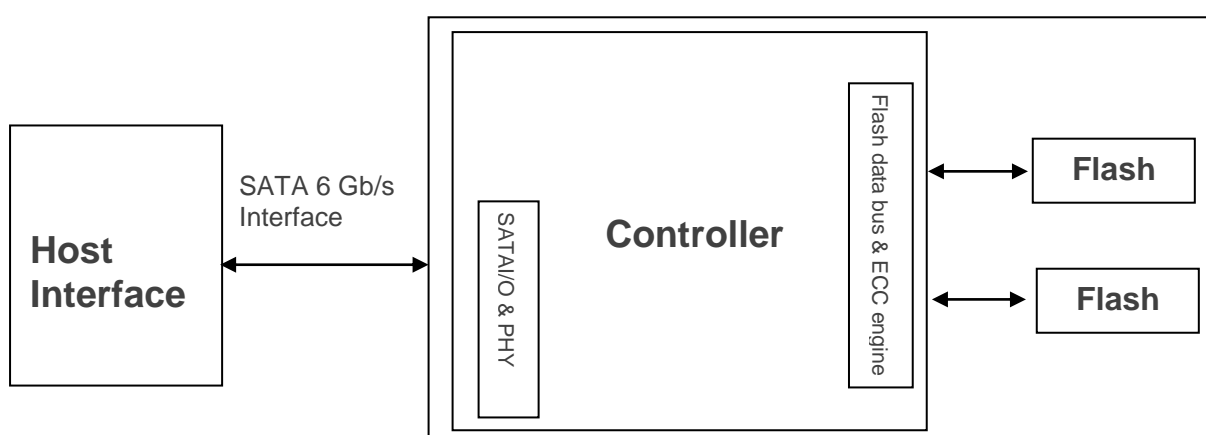 Host
Interface
SATA 6 Gb/s
Interface
SATAI/O & PHY
Controller
Flash data bus & ECC engine
Flash
Flash